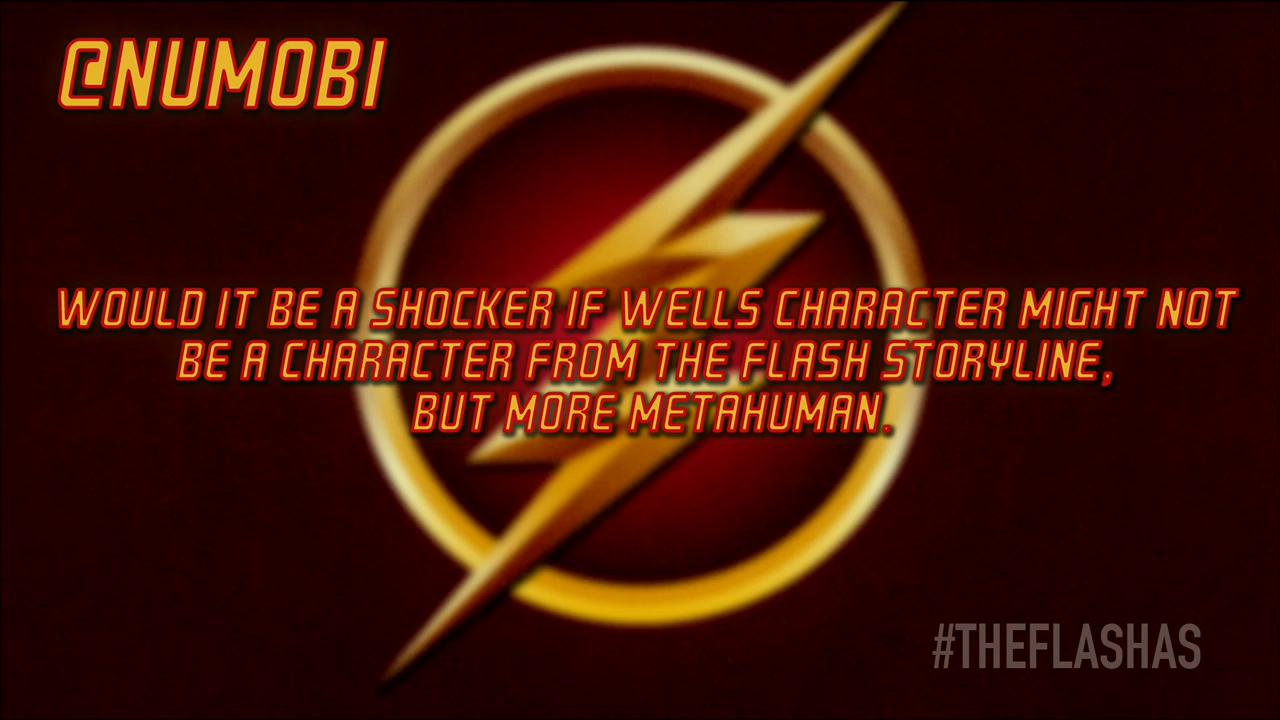 @NUMOBI
WOULD IT BE A SHOCKER IF WELLS CHARACTER MIGHT NOT
BE A CHARACTER FROM THE FLASH STORYLINE,
BUT MORE METAHUMAN.
#THEFLASHAS